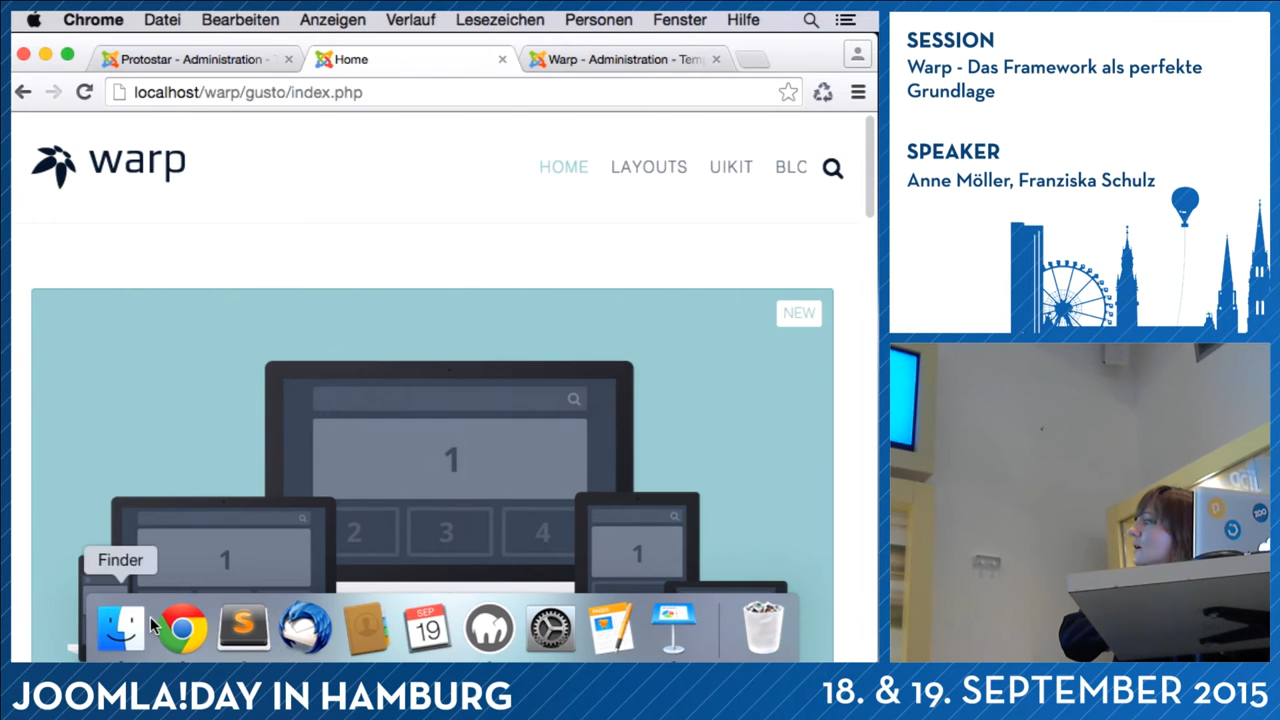 Chrome Datei Bearbeiten Anzeigen Verlauf Lesezeichen Personen Fenster Hilfe
Protostar - Administration - Home Warp - Administration - Tem
localhost/warp/gusto/index.php
warp
HOME LAYOUTS UIKIT BLC
NEW
1
2 3 4
1
1
Finder
S
SEP
19
SESSION
Warp - Das Framework als perfekte
Grundlage
SPEAKER
Anne Möller, Franziska Schulz
ZOO
JOOMLA!DAY IN HAMBURG
18. & 19. SEPTEMBER 2015